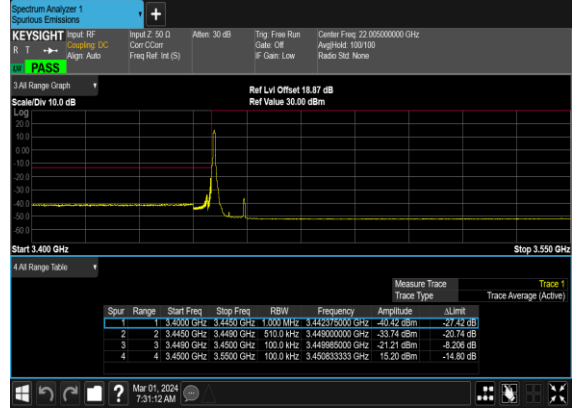 Spectrum Analyzer 1
Spurious Emissions
+
KEYSIGHT Input: RF Input Z: 50 Ω Atten: 30 dB Trig: Free Run Center Freq: 22.005000000 GHz
R T Coupling: DC Corr CCorr Gate: Off Avg|Hold: 100/100
Align: Auto Freq Ref: Int (S) IF Gain: Low Radio Std: None
PASS
3 All Range Graph
Ref Lvl Offset 18.87 dB
Scale/Div 10.0 dB Ref Value 30.00 dBm
Log
20.0
10.0
0.00
-10.0
-20.0
-30.0
-40.0
-50.0
-60.0
Start 3.400 GHz Stop 3.550 GHz
4 All Range Table
Measure Trace Trace 1
Trace Type Trace Average (Active)
Spur Range Start Freq Stop Freq RBW Frequency Amplitude ΔLimit
1 1 3.4000 GHz 3.4450 GHz 1.000 MHz 3.442375000 GHz -40.42 dBm -27.42 dB
2 2 3.4450 GHz 3.4490 GHz 510.0 kHz 3.449000000 GHz -33.74 dBm -20.74 dB
3 3 3.4490 GHz 3.4500 GHz 100.0 kHz 3.449985000 GHz -21.21 dBm -8.206 dB
4 4 3.4500 GHz 3.5500 GHz 100.0 kHz 3.450833333 GHz 15.20 dBm -14.80 dB
Mar 01, 2024
7:31:12 AM
?